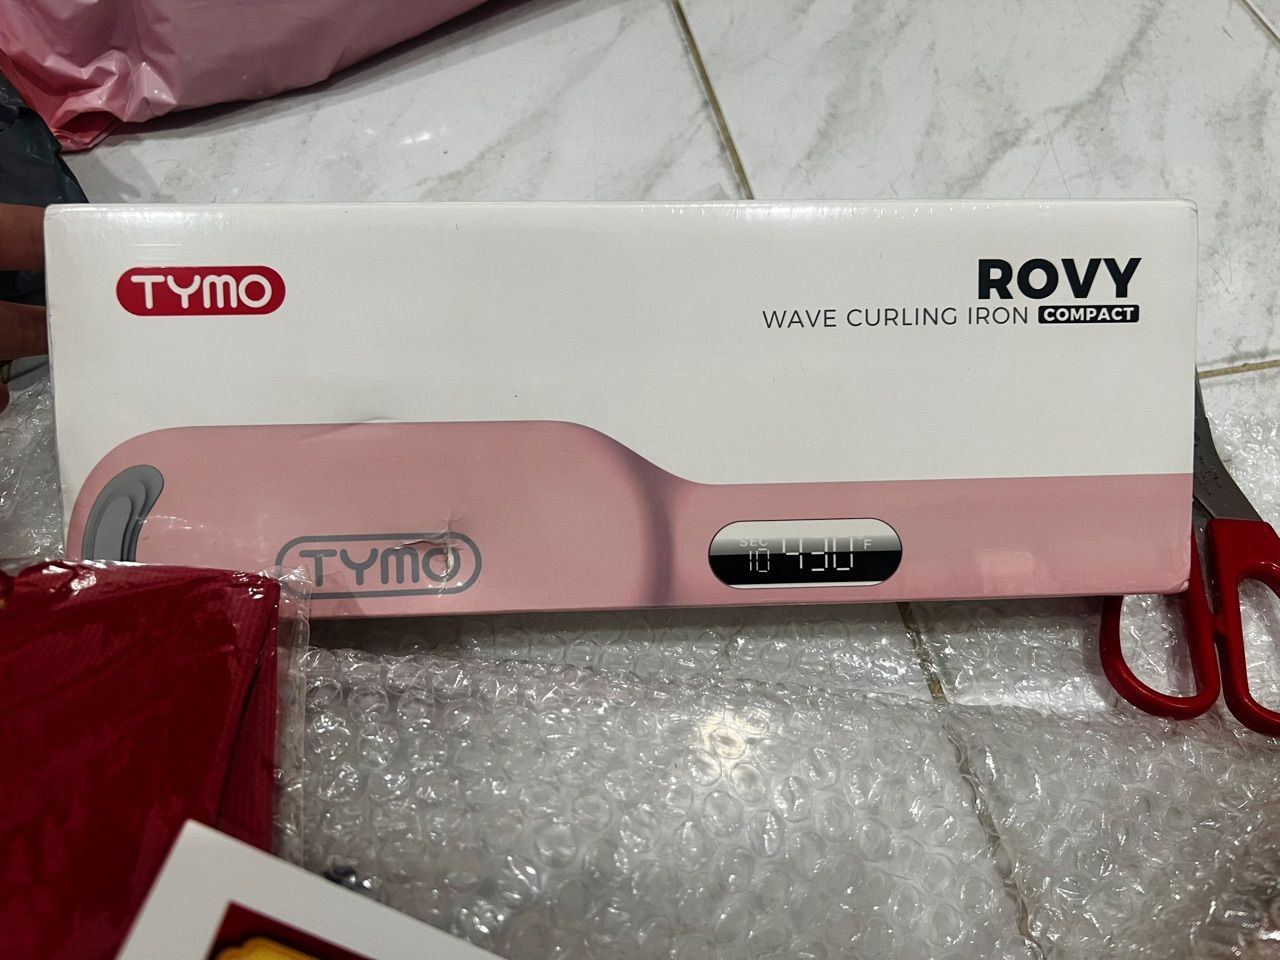 TYMO
ROVY
WAVE CURLING IRON COMPACT
TYMO
SEC
10 430°F